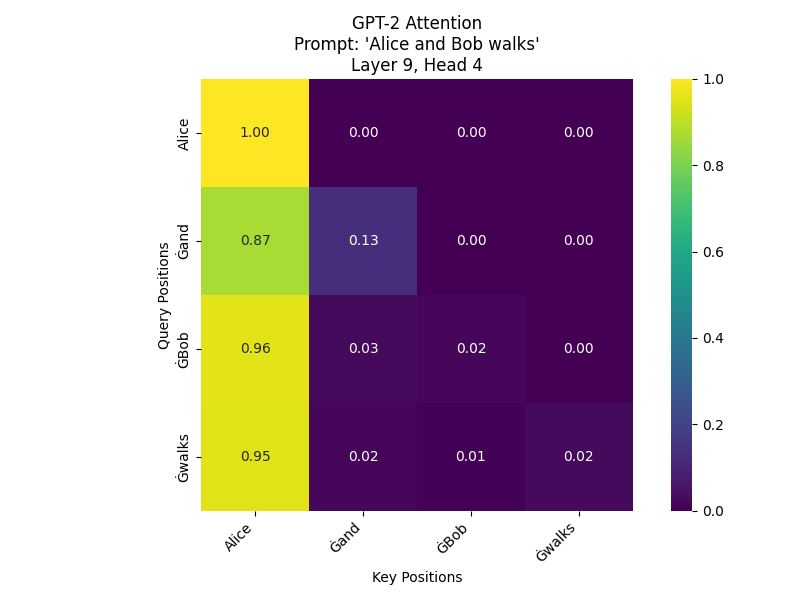 GPT-2 Attention
Prompt: 'Alice and Bob walks'
Layer 9, Head 4
Query Positions
Alice
Ġand
ĠBob
Ġwalks
1.00 0.00 0.00 0.00
0.87 0.13 0.00 0.00
0.96 0.03 0.02 0.00
0.95 0.02 0.01 0.02
Alice Ġand ĠBob Ġwalks
Key Positions
1.0
0.8
0.6
0.4
0.2
0.0